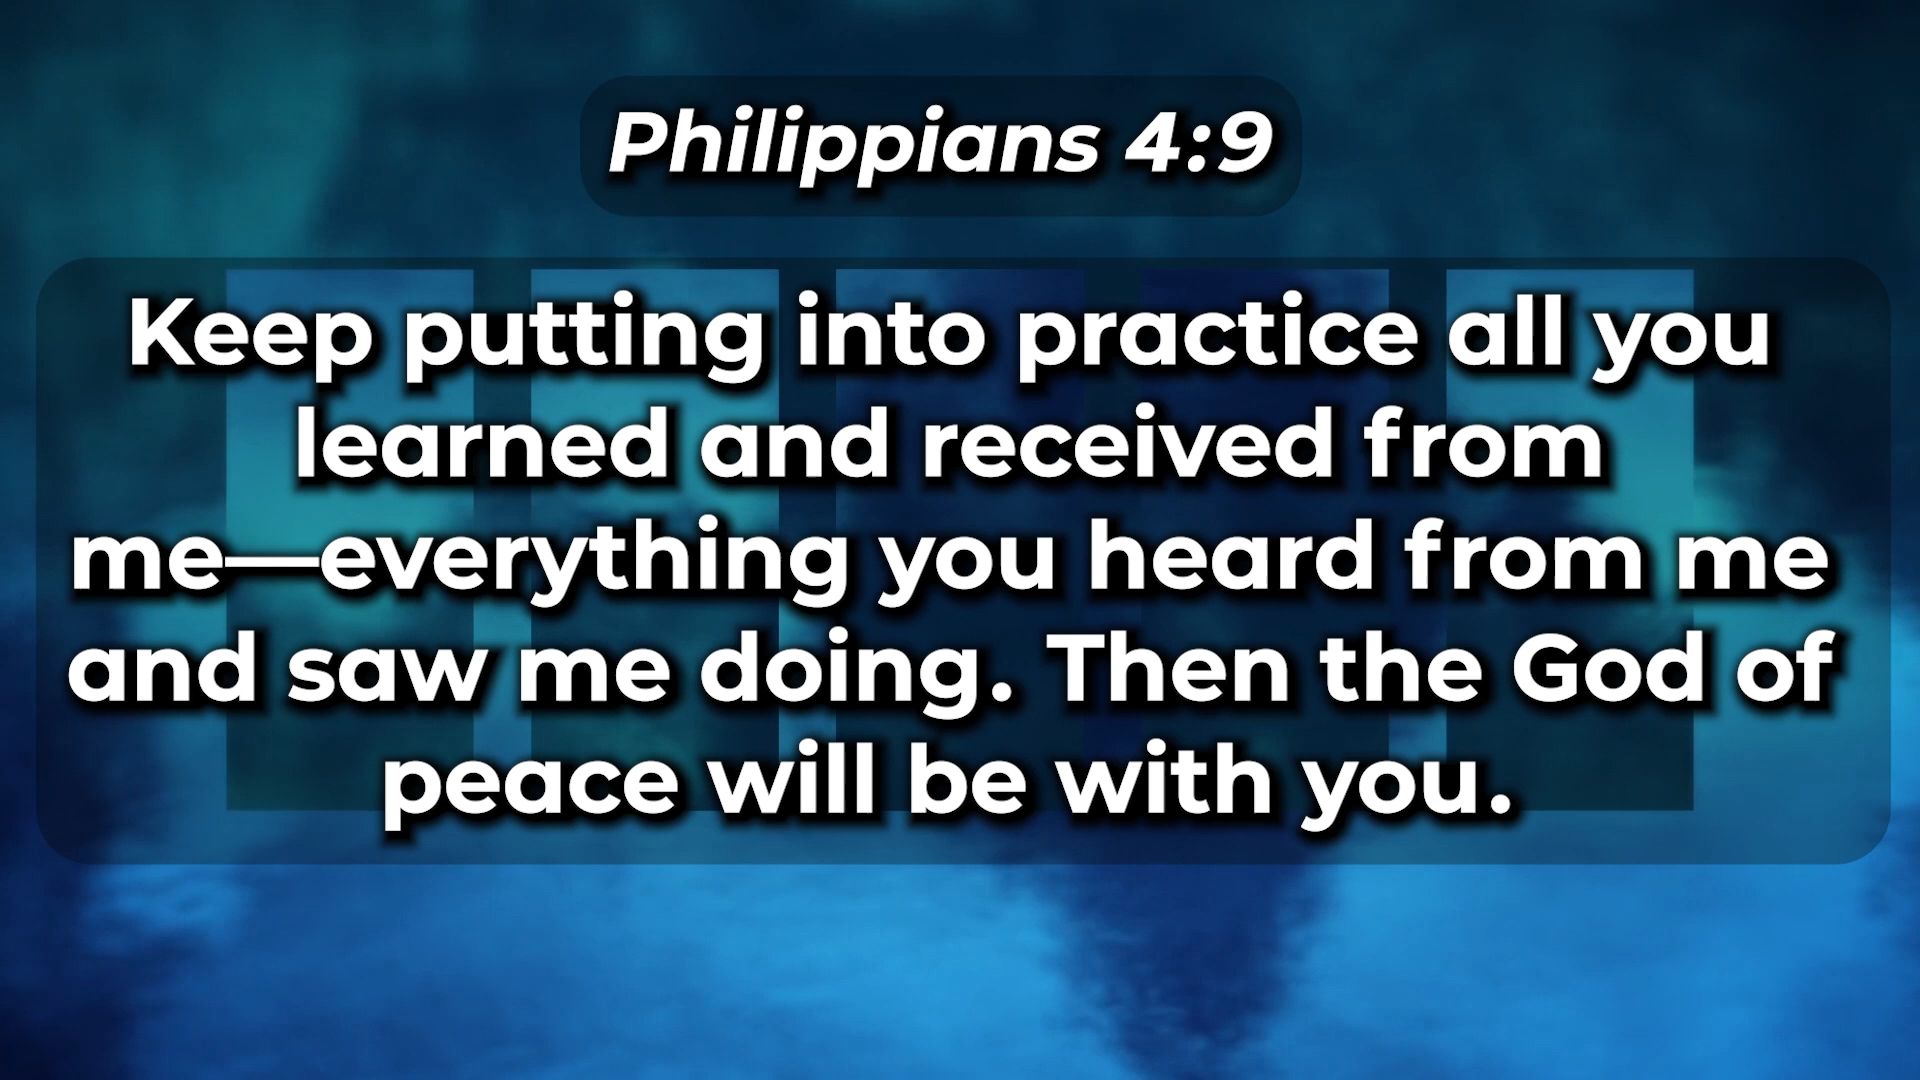 Philippians 4:9
Keep putting into practice all you
learned and received from
me—everything you heard from me
and saw me doing. Then the God of
peace will be with you.